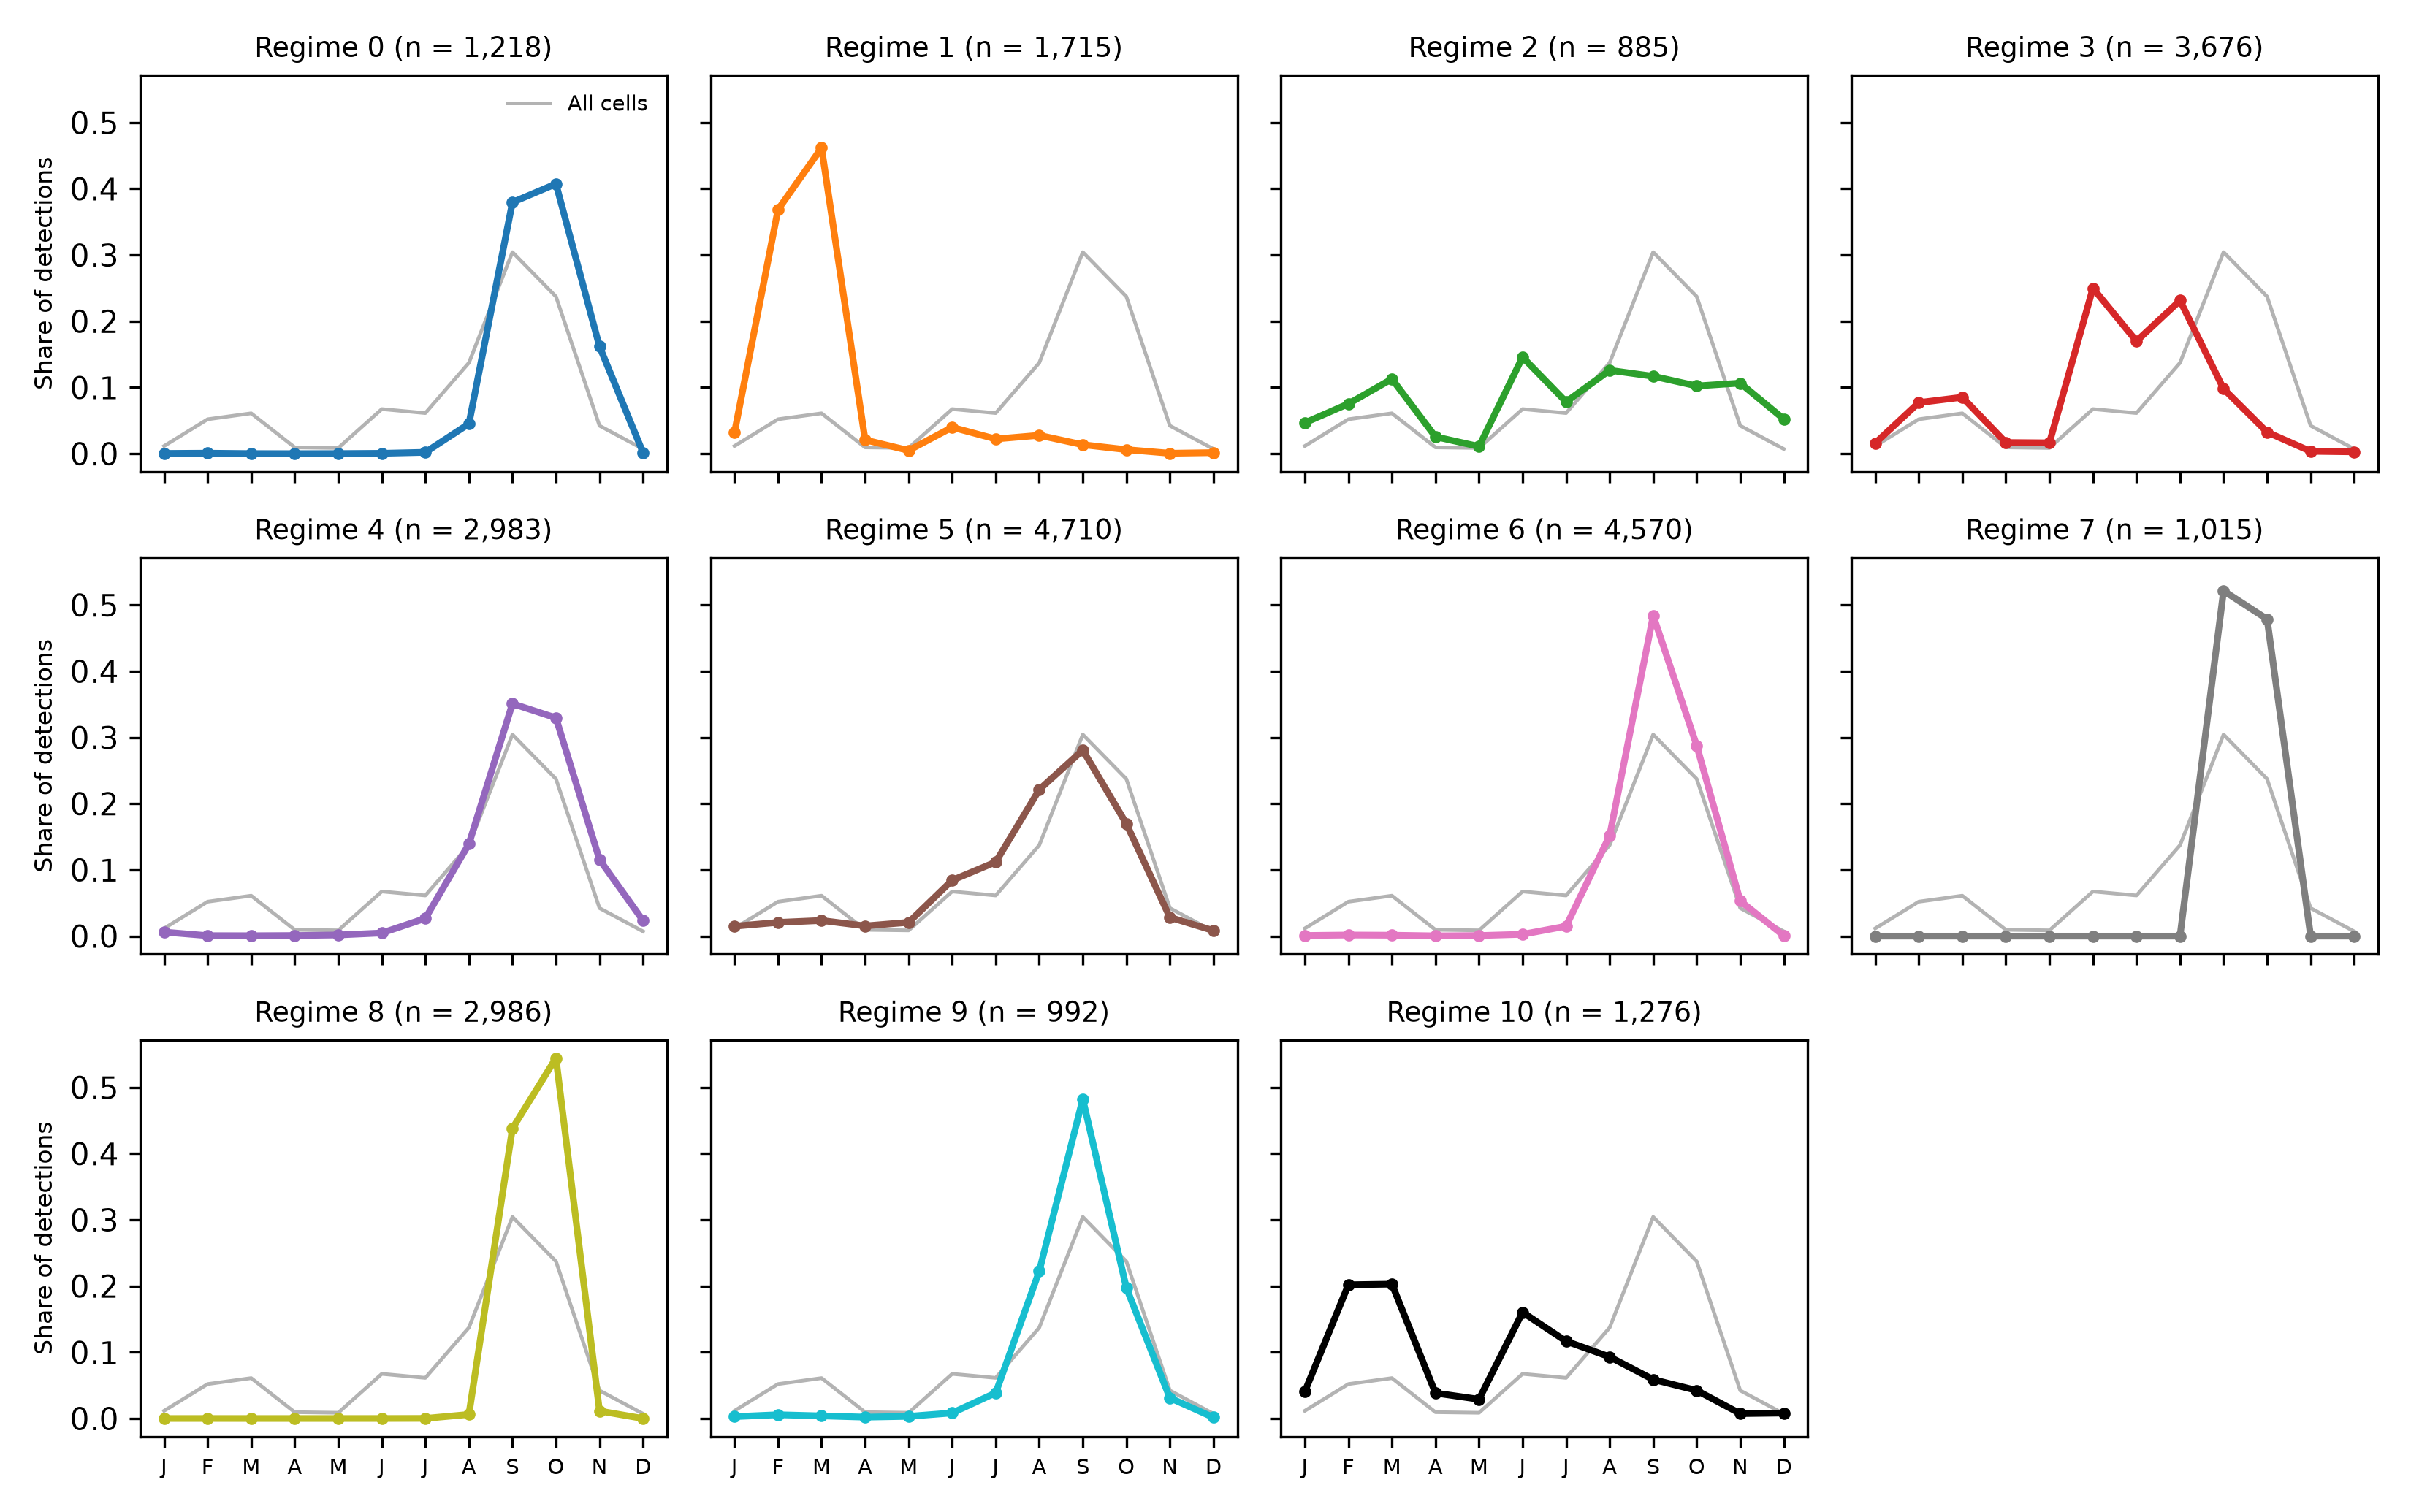 Regime 0 (n = 1,218)
Regime 1 (n = 1,715)
Regime 2 (n = 885)
Regime 3 (n = 3,676)
All cells
Share of detections
0.5
0.4
0.3
0.2
0.1
0.0
Regime 4 (n = 2,983)
Regime 5 (n = 4,710)
Regime 6 (n = 4,570)
Regime 7 (n = 1,015)
Share of detections
0.5
0.4
0.3
0.2
0.1
0.0
Regime 8 (n = 2,986)
Regime 9 (n = 992)
Regime 10 (n = 1,276)
Share of detections
0.5
0.4
0.3
0.2
0.1
0.0
J F M A M J J A S O N D
J F M A M J J A S O N D
J F M A M J J A S O N D